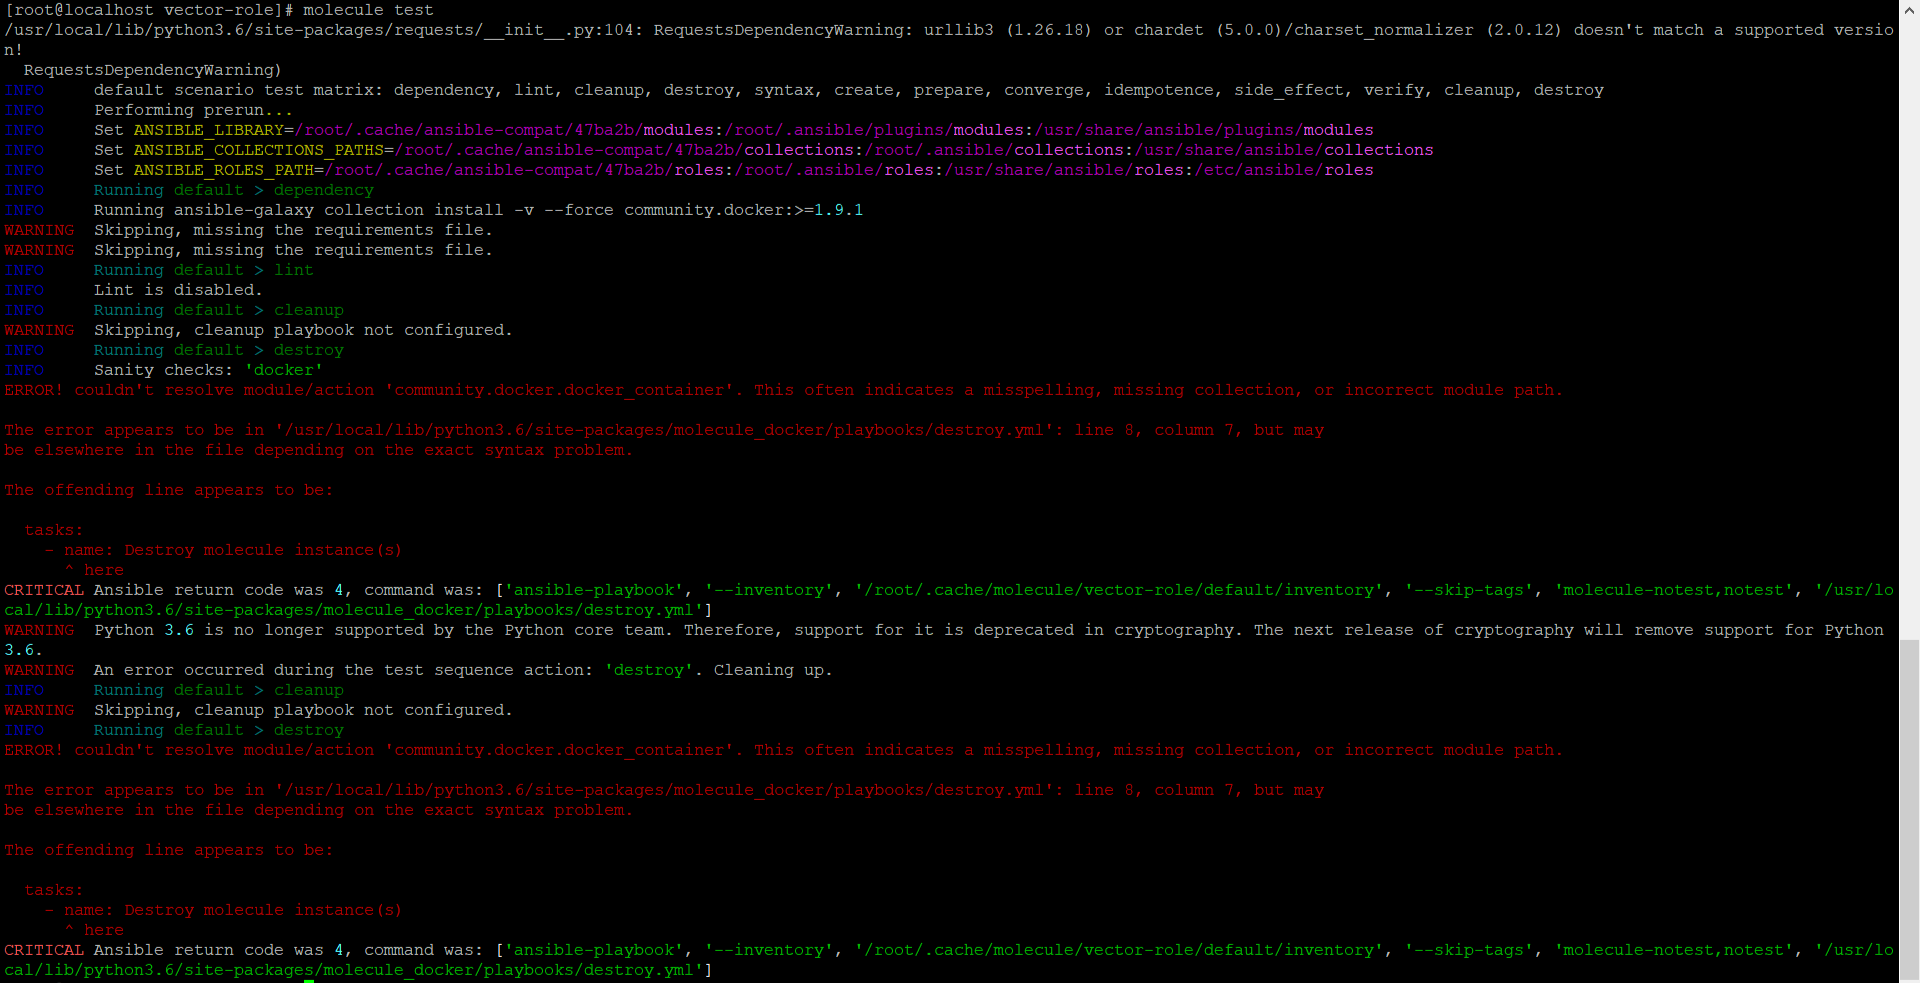 [root@localhost vector-role]# molecule test
/usr/local/lib/python3.6/site-packages/requests/__init__.py:104: RequestsDependencyWarning: urllib3 (1.26.18) or chardet (5.0.0)/charset_normalizer (2.0.12) doesn't match a supported versio
n!
  RequestsDependencyWarning)
INFO     default scenario test matrix: dependency, lint, cleanup, destroy, syntax, create, prepare, converge, idempotence, side_effect, verify, cleanup, destroy
INFO     Performing prerun...
INFO     Set ANSIBLE_LIBRARY=/root/.cache/ansible-compat/47ba2b/modules:/root/.ansible/plugins/modules:/usr/share/ansible/plugins/modules
INFO     Set ANSIBLE_COLLECTIONS_PATHS=/root/.cache/ansible-compat/47ba2b/collections:/root/.ansible/collections:/usr/share/ansible/collections
INFO     Set ANSIBLE_ROLES_PATH=/root/.cache/ansible-compat/47ba2b/roles:/root/.ansible/roles:/usr/share/ansible/roles:/etc/ansible/roles
INFO     Running default > dependency
INFO     Running ansible-galaxy collection install -v --force community.docker:>=1.9.1
WARNING  Skipping, missing the requirements file.
WARNING  Skipping, missing the requirements file.
INFO     Running default > lint
INFO     Lint is disabled.
INFO     Running default > cleanup
WARNING  Skipping, cleanup playbook not configured.
INFO     Running default > destroy
INFO     Sanity checks: 'docker'
ERROR! couldn't resolve module/action 'community.docker.docker_container'. This often indicates a misspelling, missing collection, or incorrect module path.

The error appears to be in '/usr/local/lib/python3.6/site-packages/molecule_docker/playbooks/destroy.yml': line 8, column 7, but may
be elsewhere in the file depending on the exact syntax problem.

The offending line appears to be:

  tasks:
    - name: Destroy molecule instance(s)
      ^ here
CRITICAL Ansible return code was 4, command was: ['ansible-playbook', '--inventory', '/root/.cache/molecule/vector-role/default/inventory', '--skip-tags', 'molecule-notest,notest', '/usr/lo
cal/lib/python3.6/site-packages/molecule_docker/playbooks/destroy.yml']
WARNING  Python 3.6 is no longer supported by the Python core team. Therefore, support for it is deprecated in cryptography. The next release of cryptography will remove support for Python
3.6.
WARNING  An error occurred during the test sequence action: 'destroy'. Cleaning up.
INFO     Running default > cleanup
WARNING  Skipping, cleanup playbook not configured.
INFO     Running default > destroy
ERROR! couldn't resolve module/action 'community.docker.docker_container'. This often indicates a misspelling, missing collection, or incorrect module path.

The error appears to be in '/usr/local/lib/python3.6/site-packages/molecule_docker/playbooks/destroy.yml': line 8, column 7, but may
be elsewhere in the file depending on the exact syntax problem.

The offending line appears to be:

  tasks:
    - name: Destroy molecule instance(s)
      ^ here
CRITICAL Ansible return code was 4, command was: ['ansible-playbook', '--inventory', '/root/.cache/molecule/vector-role/default/inventory', '--skip-tags', 'molecule-notest,notest', '/usr/lo
cal/lib/python3.6/site-packages/molecule_docker/playbooks/destroy.yml']